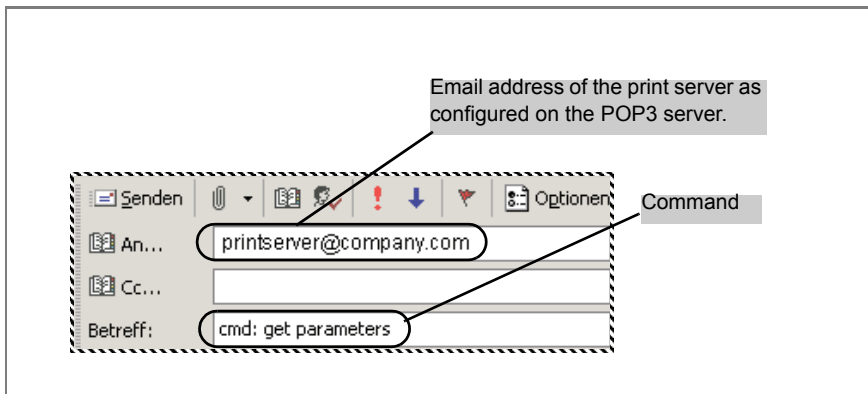 Email address of the print server as
configured on the POP3 server.
Senden
Optionen
Command
An...
printserver@company.com
Cc...
Betreff:
cmd: get parameters